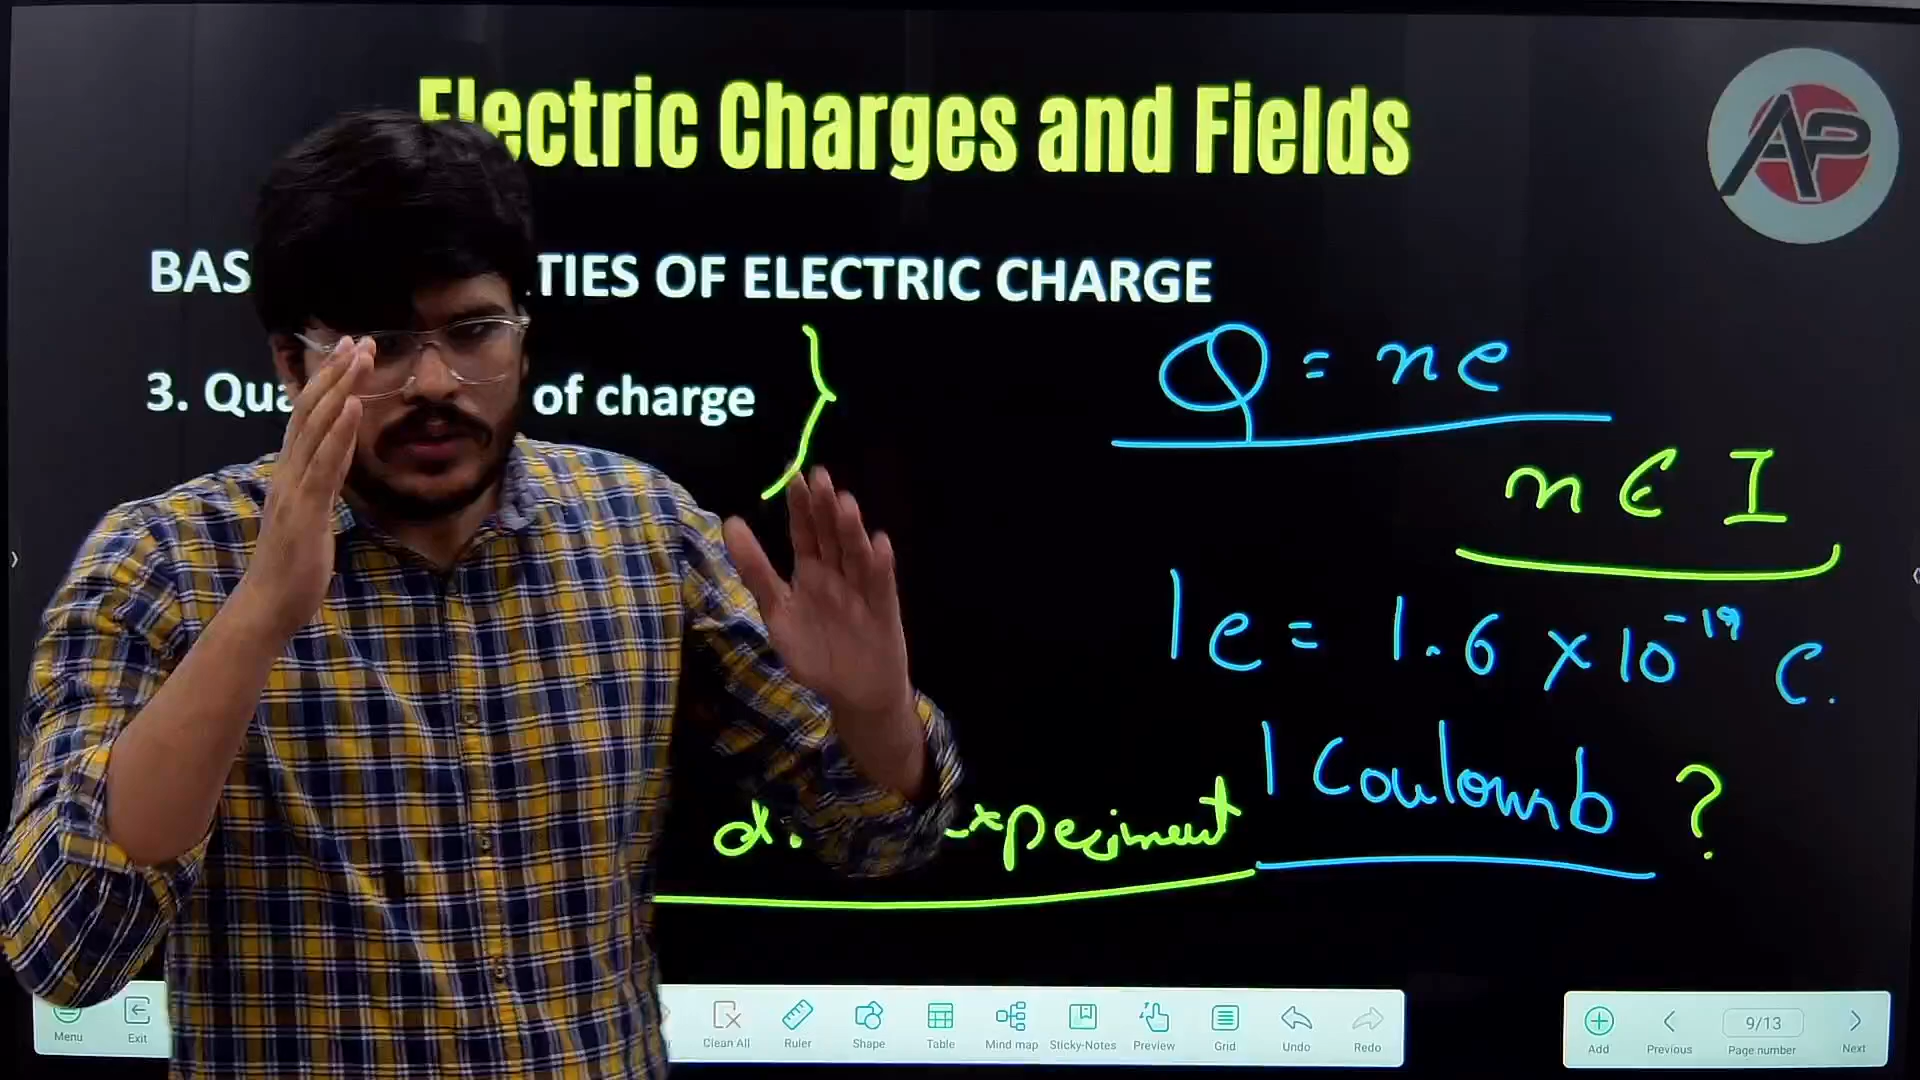 Electric Charges and Fields
AP
BAS TIES OF ELECTRIC CHARGE
3. Qua of charge
Q = ne
n ∈ I
1e = 1.6 × 10⁻¹⁹ C.
1 Coulomb ?
xperiment
Menu
Exit
Clean All
Ruler
Shape
Table
Mind map
Sticky-Notes
Preview
Grid
Undo
Redo
Add
Previous
9/13
Page number
Next